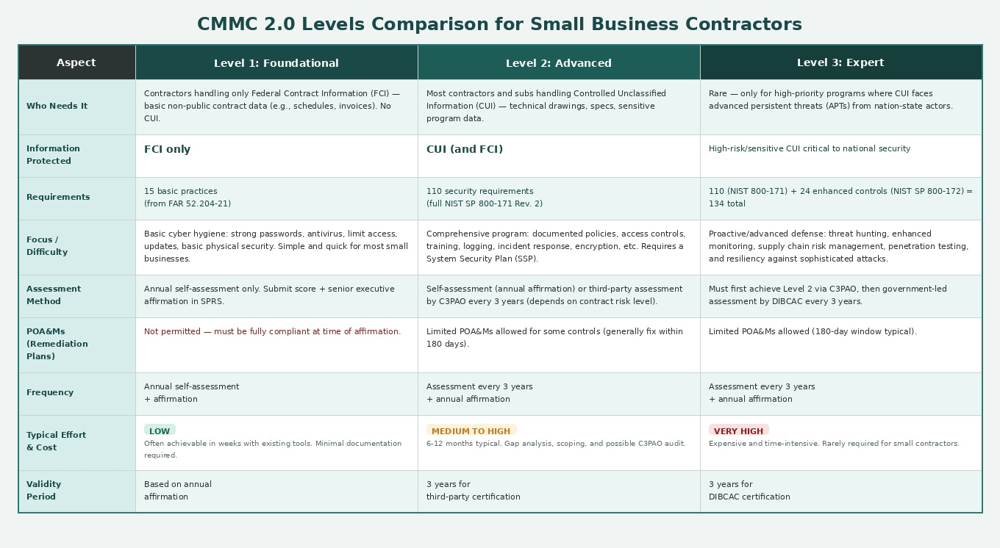 CMMC 2.0 Levels Comparison for Small Business Contractors
Aspect
Level 1: Foundational
Level 2: Advanced
Level 3: Expert
Who Needs It
Contractors handling only Federal Contract Information (FCI) —
basic non-public contract data (e.g., schedules, invoices). No
CUI.
Most contractors and subs handling Controlled Unclassified
Information (CUI) — technical drawings, specs, sensitive
program data.
Rare — only for high-priority programs where CUI faces
advanced persistent threats (APTs) from nation-state actors.
Information
Protected
FCI only
CUI (and FCI)
High-risk/sensitive CUI critical to national security
Requirements
15 basic practices
(from FAR 52.204-21)
110 security requirements
(full NIST SP 800-171 Rev. 2)
110 (NIST 800-171) + 24 enhanced controls (NIST SP 800-172) =
134 total
Focus /
Difficulty
Basic cyber hygiene: strong passwords, antivirus, limit access,
updates, basic physical security. Simple and quick for most small
businesses.
Comprehensive program: documented policies, access controls,
training, logging, incident response, encryption, etc. Requires a
System Security Plan (SSP).
Proactive/advanced defense: threat hunting, enhanced
monitoring, supply chain risk management, penetration testing,
and resiliency against sophisticated attacks.
Assessment
Method
Annual self-assessment only. Submit score + senior executive
affirmation in SPRS.
Self-assessment (annual affirmation) or third-party assessment
by C3PAO every 3 years (depends on contract risk level).
Must first achieve Level 2 via C3PAO, then government-led
assessment by DIBCAC every 3 years.
POA&Ms
(Remediation
Plans)
Not permitted — must be fully compliant at time of affirmation.
Limited POA&Ms allowed for some controls (generally fix within
180 days).
Limited POA&Ms allowed (180-day window typical).
Frequency
Annual self-assessment
+ affirmation
Assessment every 3 years
+ annual affirmation
Assessment every 3 years
+ annual affirmation
Typical Effort
& Cost
LOW
Often achievable in weeks with existing tools. Minimal documentation
required.
MEDIUM TO HIGH
6-12 months typical. Gap analysis, scoping, and possible C3PAO audit.
VERY HIGH
Expensive and time-intensive. Rarely required for small contractors.
Validity
Period
Based on annual
affirmation
3 years for
third-party certification
3 years for
DIBCAC certification